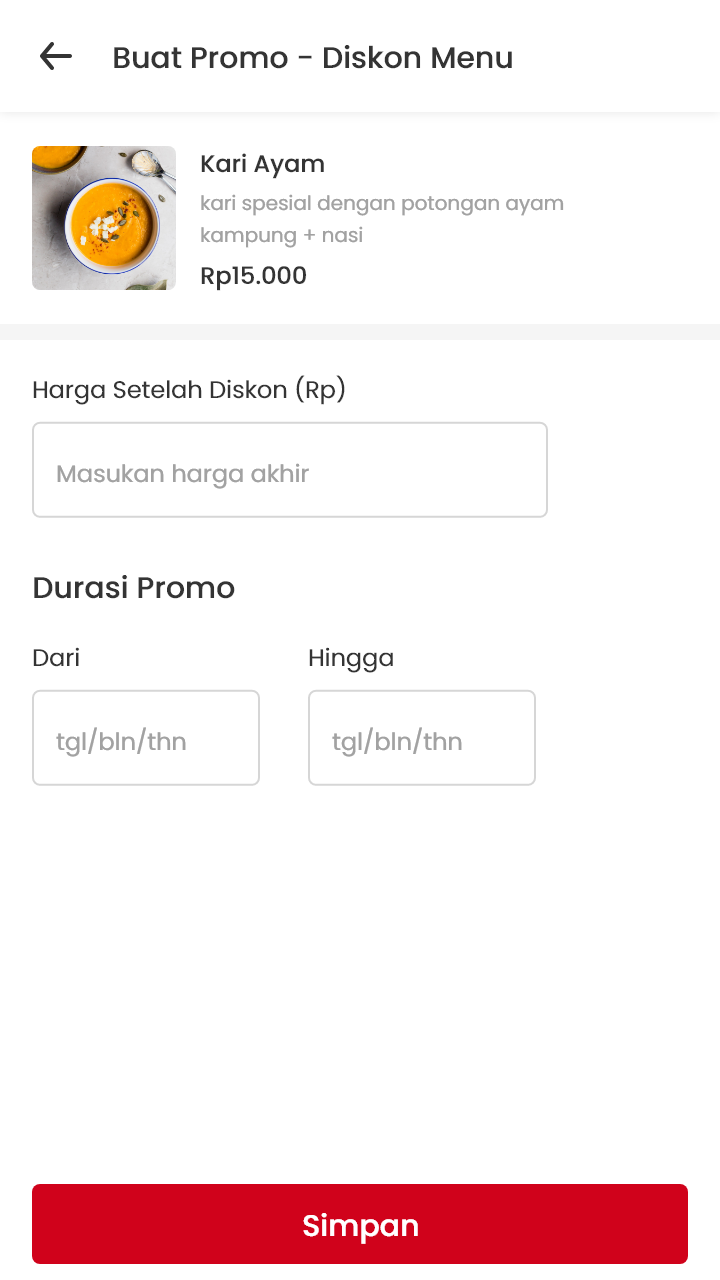 Buat Promo - Diskon Menu
Kari Ayam
kari spesial dengan potongan ayam
kampung + nasi
Rp15.000
Harga Setelah Diskon (Rp)
Masukan harga akhir
Durasi Promo
Dari Hingga
tgl/bln/thn tgl/bln/thn
Simpan